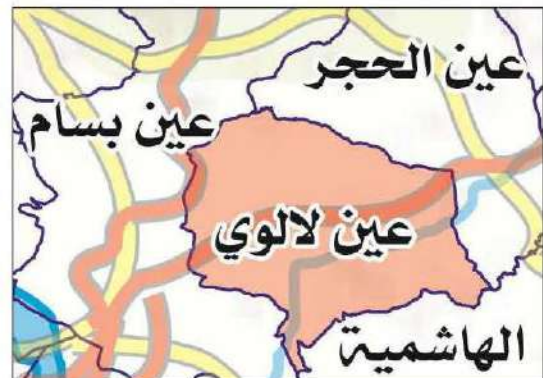 عين الحجر
عين بسام
عين لالوي
الهاشمية